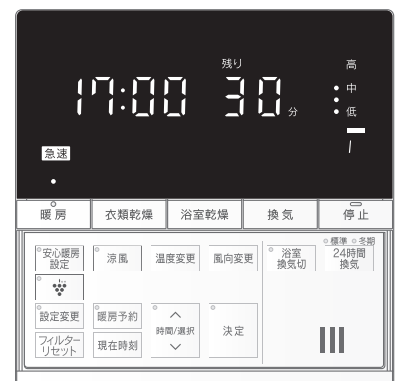 残り
高
17:00 30分
中
低
急速
暖房 衣類乾燥 浴室乾燥 換気 停止
標準 冬期
安心暖房
設定
涼風
温度変更
風向変更
浴室
換気切
24時間
換気
設定変更
暖房予約
時間/選択
決定
フィルター
リセット
現在時刻